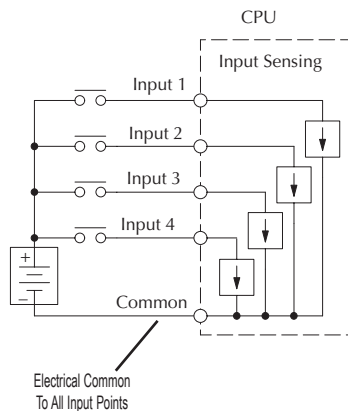 CPU
Input Sensing
Input 1
Input 2
Input 3
Input 4
+
–
Common
Electrical Common
To All Input Points